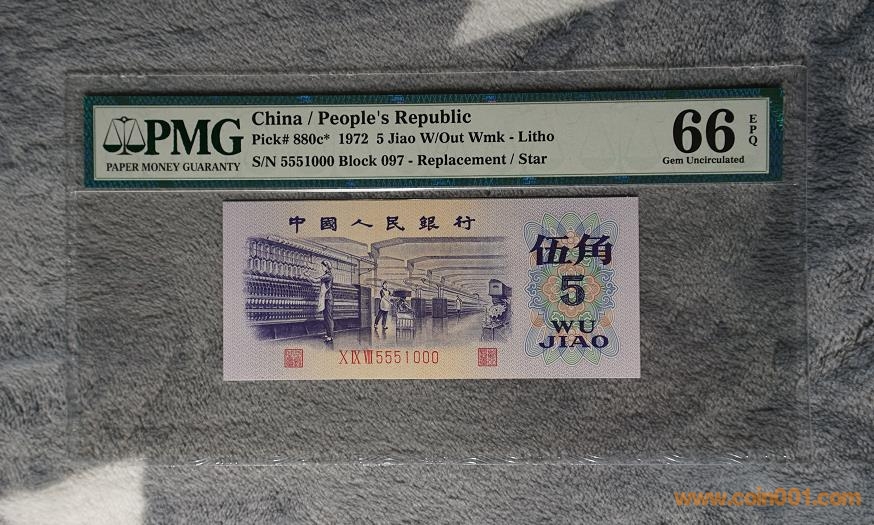 PMG
PAPER MONEY GUARANTY
China / People's Republic
Pick# 880c* 1972 5 Jiao W/Out Wmk - Litho
S/N 5551000 Block 097 - Replacement / Star
66
EPQ
Gem Uncirculated
中國人民銀行
伍角
5
WU
JIAO
X IX VII 5551000
www.coin001.com